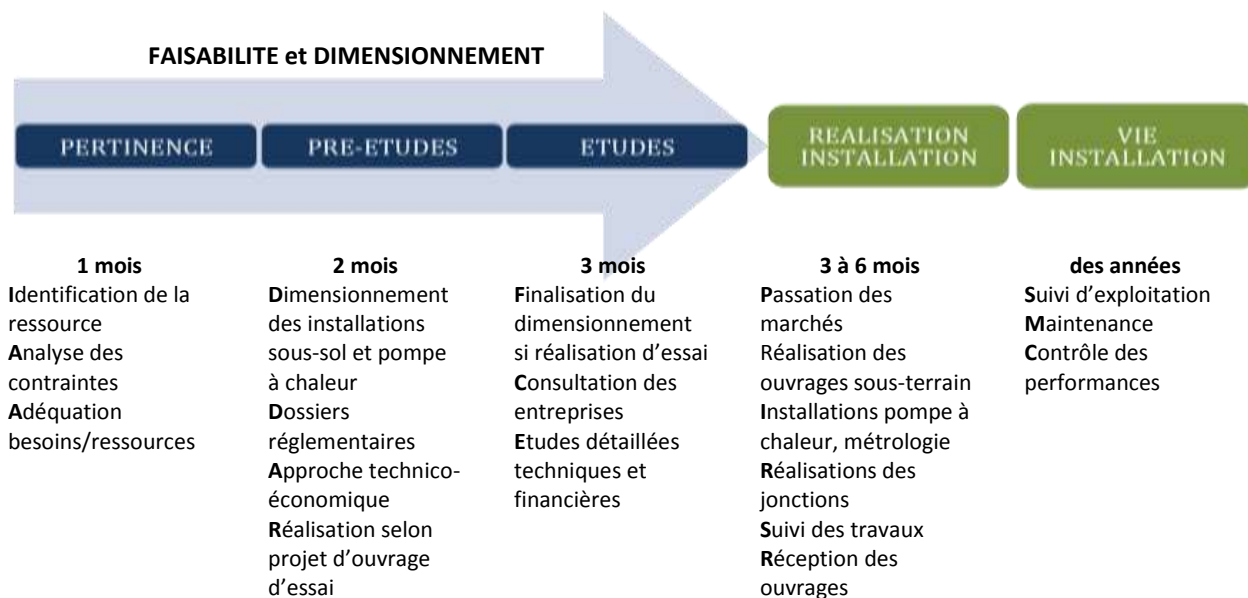 FAISABILITE et DIMENSIONNEMENT
PERTINENCE
PRE-ETUDES
ETUDES
REALISATION
INSTALLATION
VIE
INSTALLATION
1 mois
Identification de la
ressource
Analyse des
contraintes
Adéquation
besoins/ressources
2 mois
Dimensionnement
des installations
sous-sol et pompe
à chaleur
Dossiers
réglementaires
Approche technico-
économique
Réalisation selon
projet d’ouvrage
d’essai
3 mois
Finalisation du
dimensionnement
si réalisation d’essai
Consultation des
entreprises
Etudes détaillées
techniques et
financières
3 à 6 mois
Passation des
marchés
Réalisation des
ouvrages sous-terrain
Installations pompe à
chaleur, métrologie
Réalisations des
jonctions
Suivi des travaux
Réception des
ouvrages
des années
Suivi d’exploitation
Maintenance
Contrôle des
performances